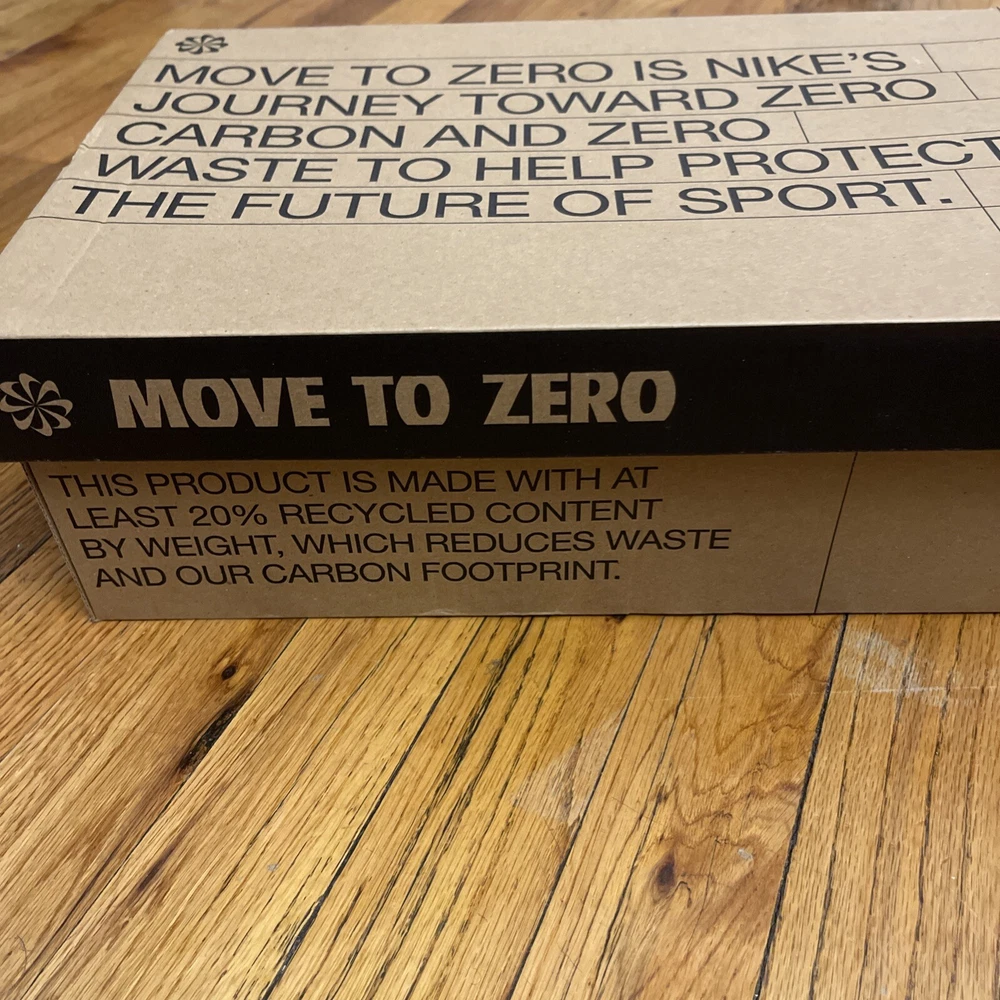 MOVE TO ZERO IS NIKE'S
JOURNEY TOWARD ZERO
CARBON AND ZERO
WASTE TO HELP PROTECT
THE FUTURE OF SPORT.
MOVE TO ZERO
THIS PRODUCT IS MADE WITH AT
LEAST 20% RECYCLED CONTENT
BY WEIGHT, WHICH REDUCES WASTE
AND OUR CARBON FOOTPRINT.